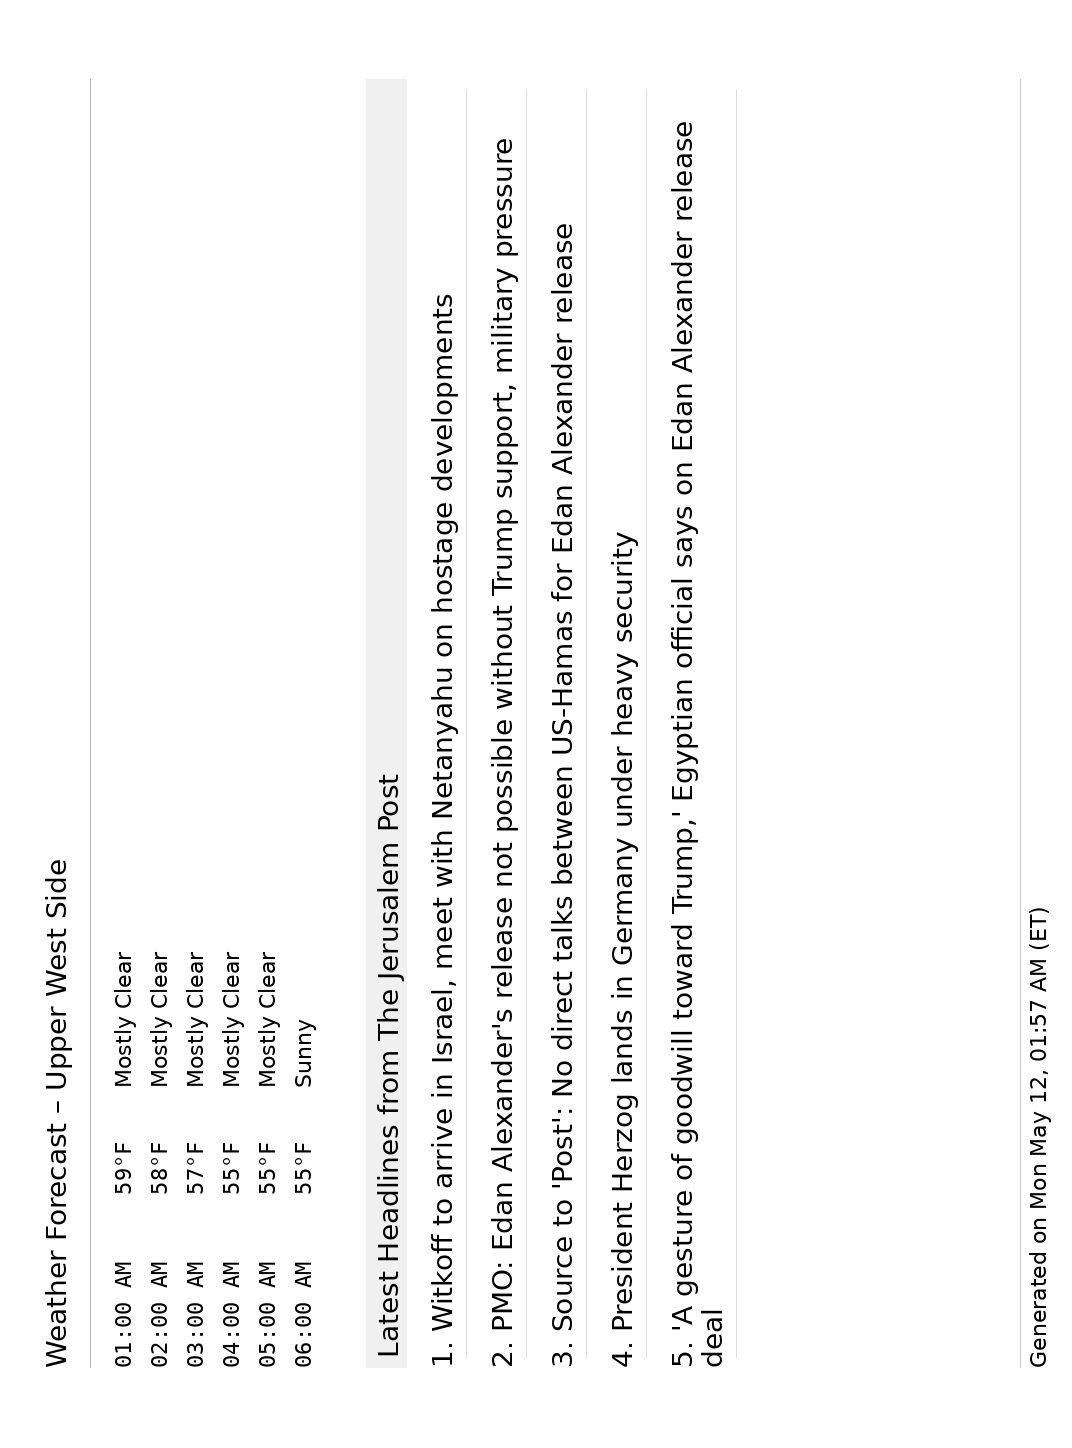 Weather Forecast – Upper West Side
01:00 AM 59°F Mostly Clear
02:00 AM 58°F Mostly Clear
03:00 AM 57°F Mostly Clear
04:00 AM 55°F Mostly Clear
05:00 AM 55°F Mostly Clear
06:00 AM 55°F Sunny
Latest Headlines from The Jerusalem Post
1. Witkoff to arrive in Israel, meet with Netanyahu on hostage developments
2. PMO: Edan Alexander's release not possible without Trump support, military pressure
3. Source to 'Post': No direct talks between US-Hamas for Edan Alexander release
4. President Herzog lands in Germany under heavy security
5. 'A gesture of goodwill toward Trump,' Egyptian official says on Edan Alexander release
deal
Generated on Mon May 12, 01:57 AM (ET)